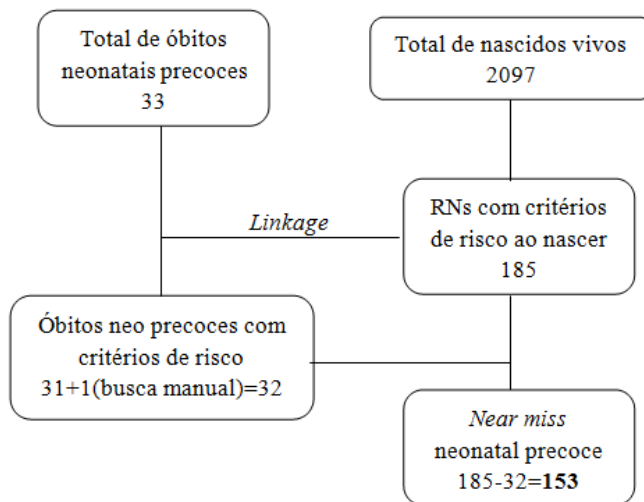 Total de óbitos
neonatais precoces
33
Total de nascidos vivos
2097
Linkage
RNs com critérios
de risco ao nascer
185
Óbitos neo precoces com
critérios de risco
31+1(busca manual)=32
Near miss
neonatal precoce
185-32=153